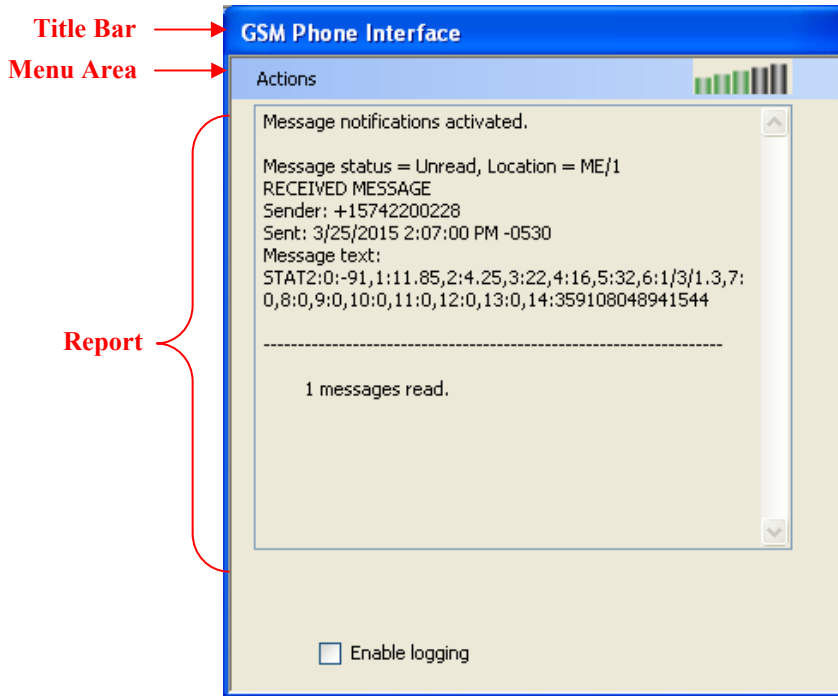 Title Bar
GSM Phone Interface
Menu Area
Actions
Message notifications activated.
Message status = Unread, Location = ME/1
RECEIVED MESSAGE
Sender: +15742200228
Sent: 3/25/2015 2:07:00 PM -0530
Message text:
STAT2:0:-91,1:11.85,2:4.25,3:22,4:16,5:32,6:1/3/1.3,7:
0,8:0,9:0,10:0,11:0,12:0,13:0,14:359108048941544
----------------------------------------------------------------
Report
1 messages read.
Enable logging